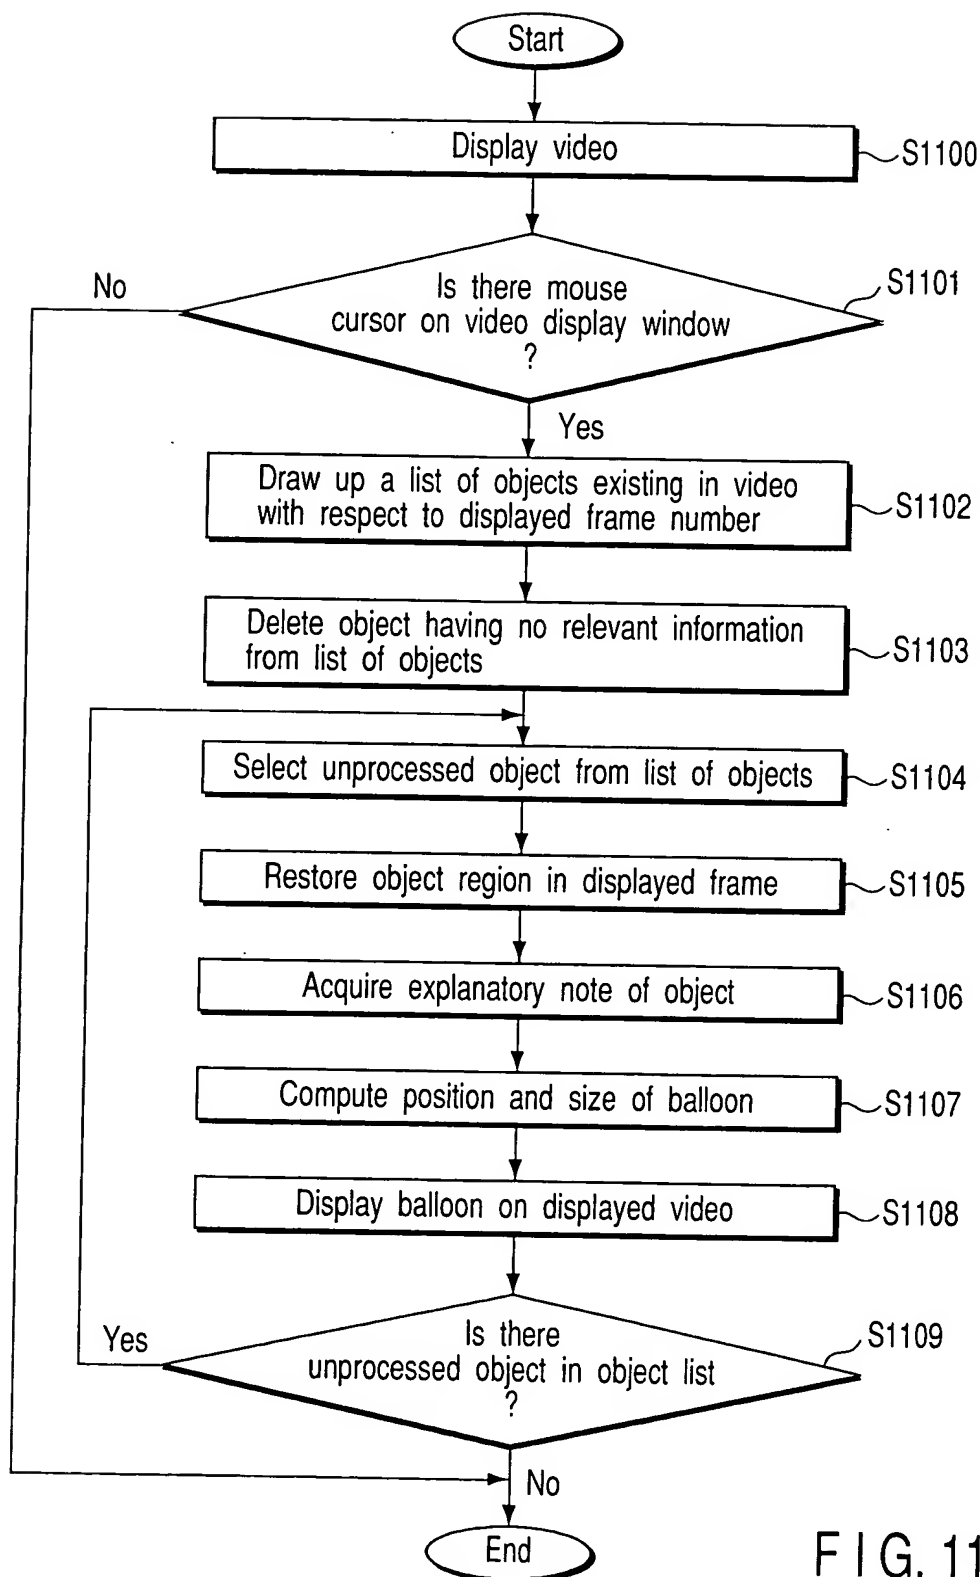 Start
Display video
S1100
Is there mouse
cursor on video display window
?
S1101
No
Yes
Draw up a list of objects existing in video
with respect to displayed frame number
S1102
Delete object having no relevant information
from list of objects
S1103
Select unprocessed object from list of objects
S1104
Restore object region in displayed frame
S1105
Acquire explanatory note of object
S1106
Compute position and size of balloon
S1107
Display balloon on displayed video
S1108
Is there
unprocessed object in object list
?
S1109
Yes
No
End
FIG. 11